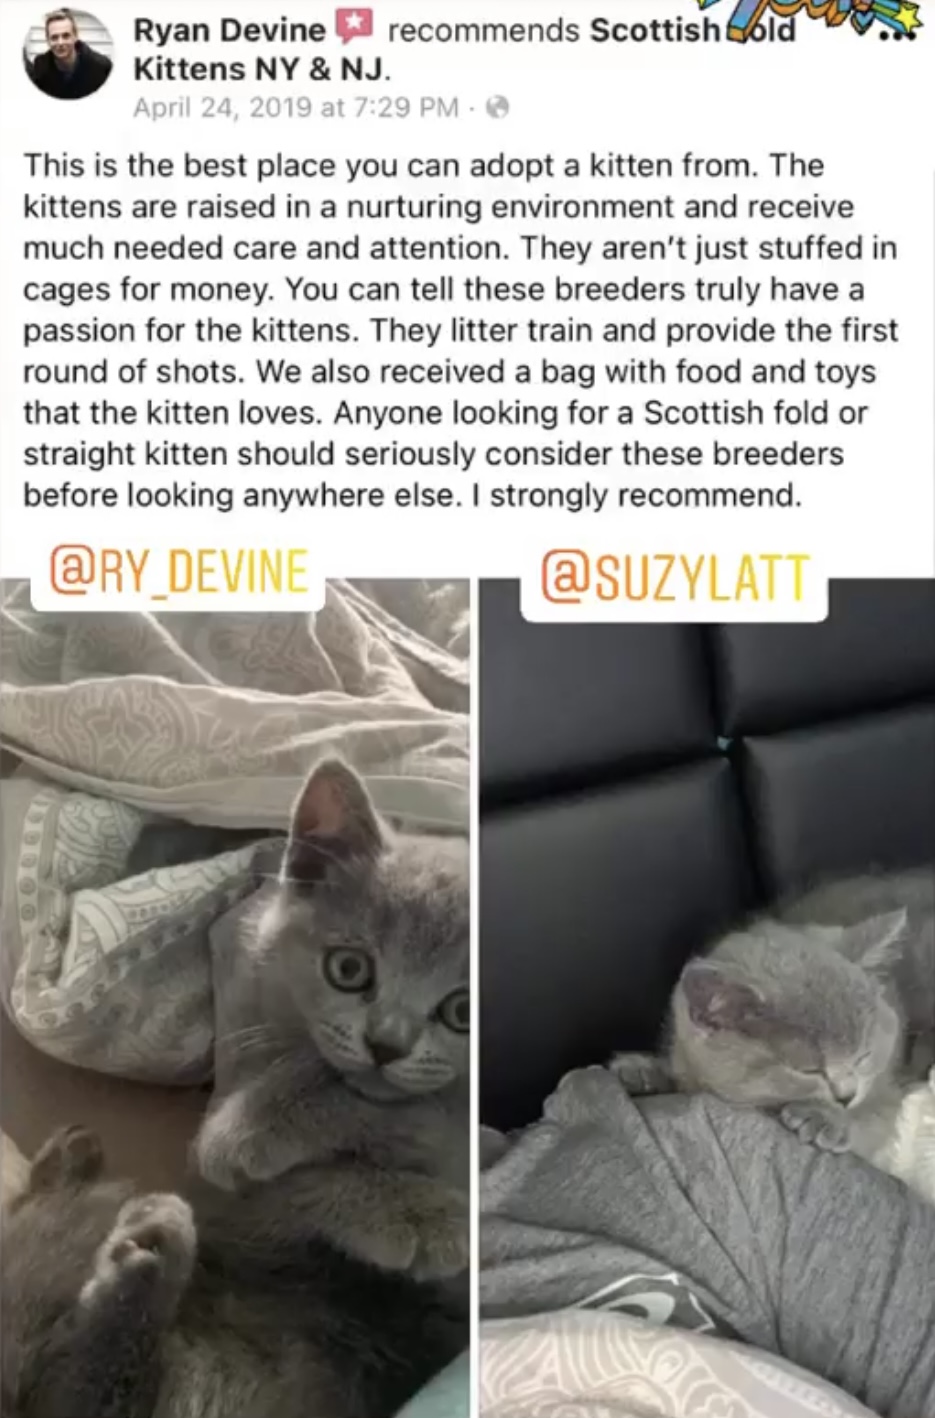 Ryan Devine recommends Scottish Fold
Kittens NY & NJ.
April 24, 2019 at 7:29 PM ·
This is the best place you can adopt a kitten from. The
kittens are raised in a nurturing environment and receive
much needed care and attention. They aren't just stuffed in
cages for money. You can tell these breeders truly have a
passion for the kittens. They litter train and provide the first
round of shots. We also received a bag with food and toys
that the kitten loves. Anyone looking for a Scottish fold or
straight kitten should seriously consider these breeders
before looking anywhere else. I strongly recommend.
@RY_DEVINE
@SUZYLATT